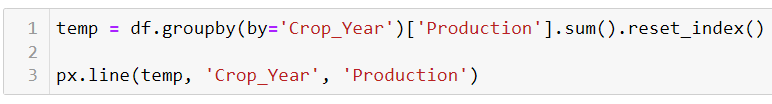 1 temp = df.groupby(by='Crop_Year')['Production'].sum().reset_index()
2
3 px.line(temp, 'Crop_Year', 'Production')